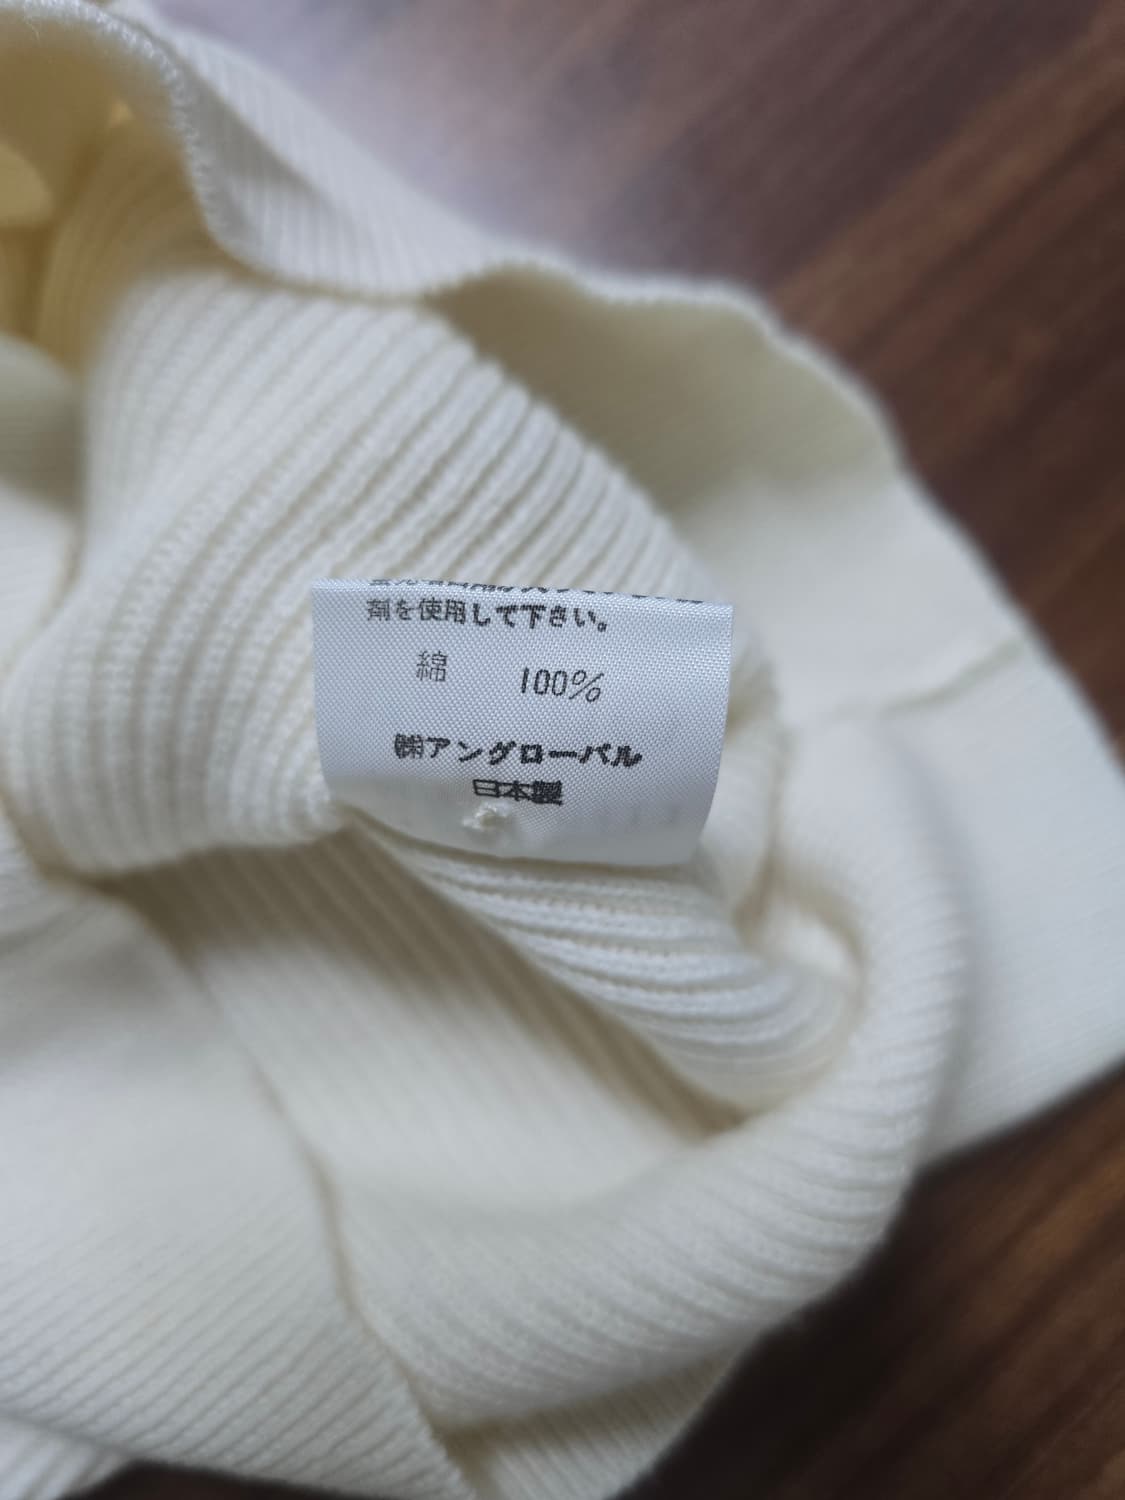 剤を使用して下さい。
綿 100%
㈱アングローバル
日本製